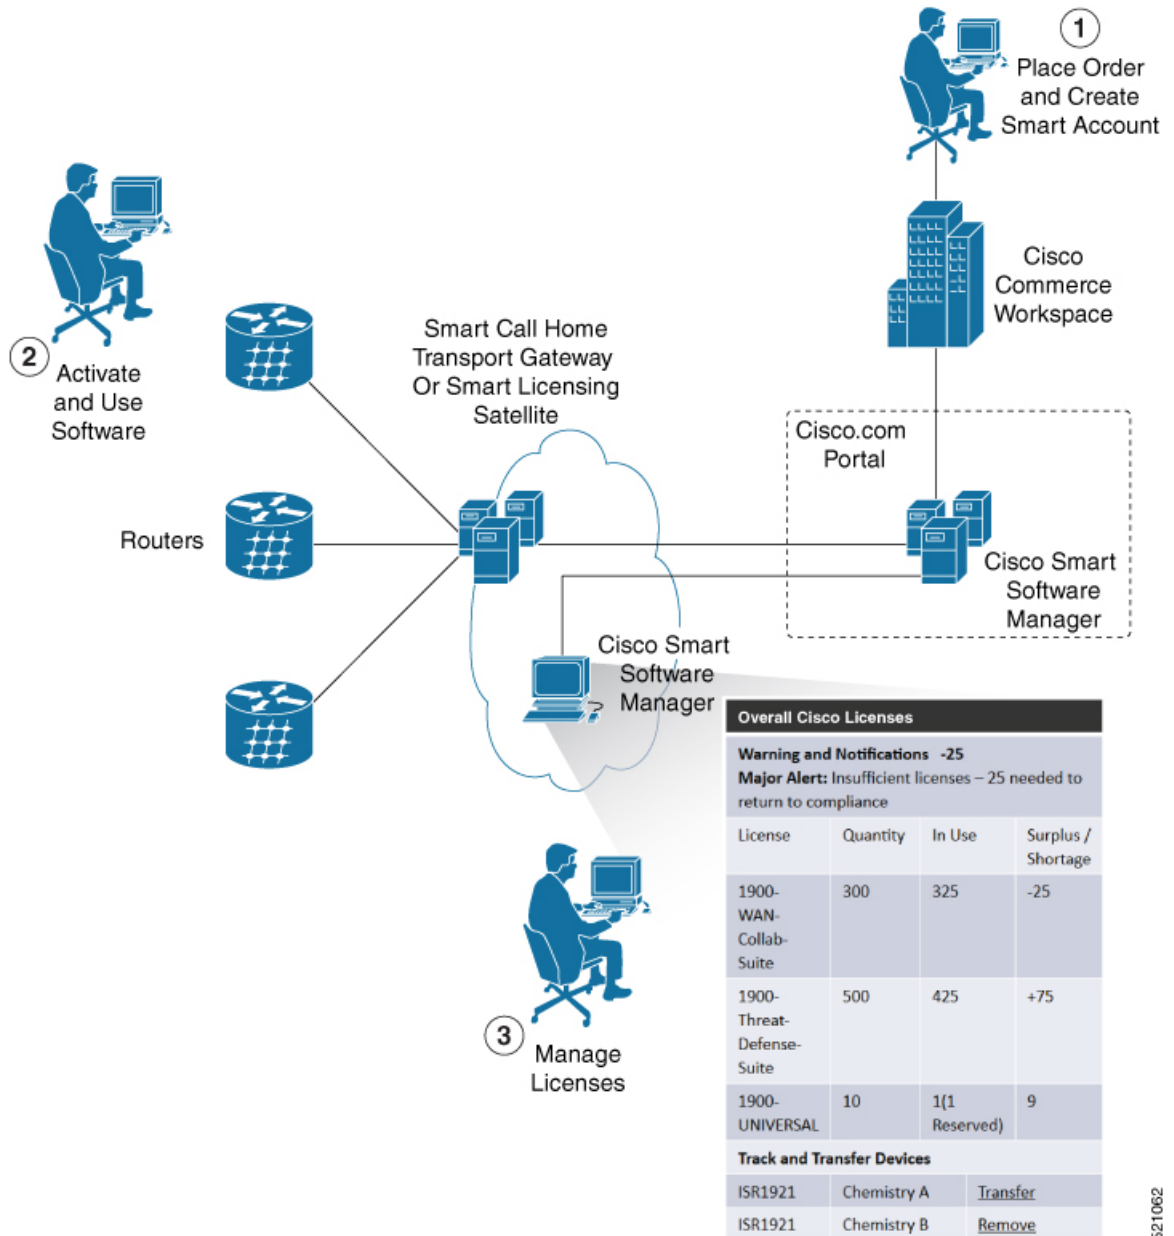 1
Place Order
and Create
Smart Account
Cisco
Commerce
Workspace
2
Activate
and Use
Software
Smart Call Home
Transport Gateway
Or Smart Licensing
Satellite
Cisco.com
Portal
Routers
Cisco Smart
Software
Manager
Cisco Smart
Software
Manager
3
Manage
Licenses
Overall Cisco Licenses
Warning and Notifications -25
Major Alert: Insufficient licenses – 25 needed to
return to compliance
License Quantity In Use Surplus /
Shortage
1900- 300 325 -25
WAN-
Collab-
Suite
1900- 500 425 +75
Threat-
Defense-
Suite
1900- 10 1(1 9
UNIVERSAL Reserved)
Track and Transfer Devices
ISR1921 Chemistry A Transfer
ISR1921 Chemistry B Remove
521062